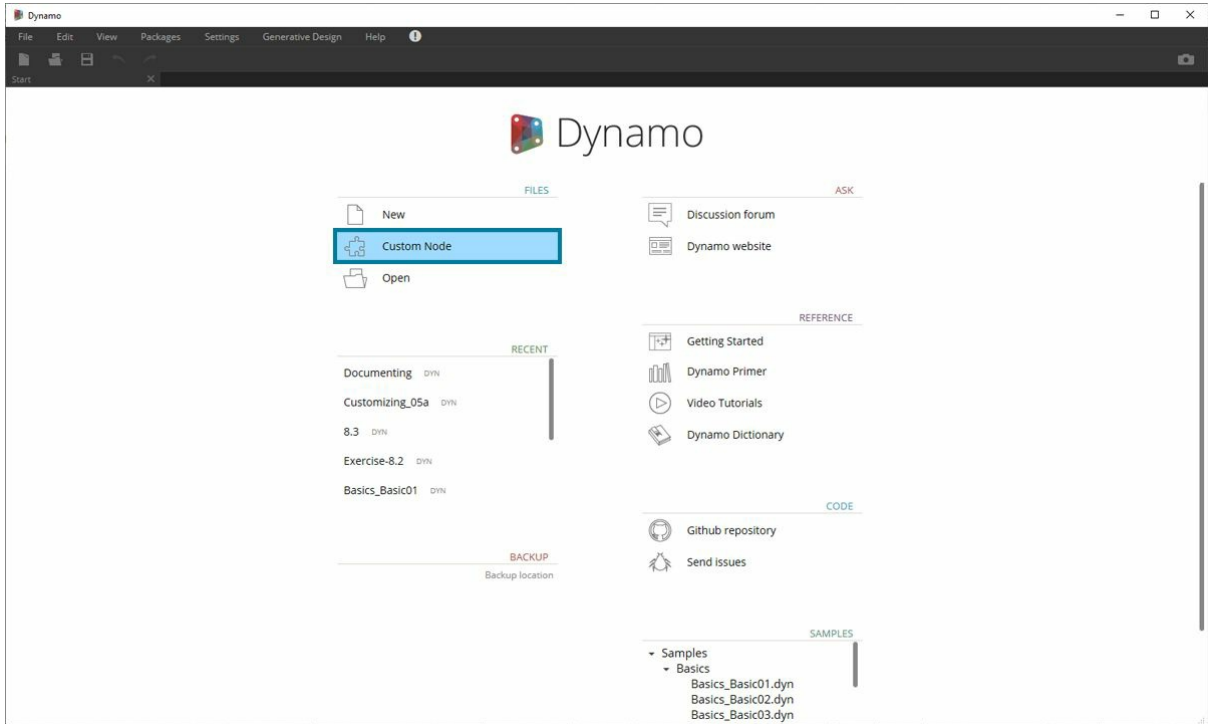 Dynamo
File Edit View Packages Settings Generative Design Help
Start
Dynamo
FILES
New
Custom Node
Open
RECENT
Documenting DYN
Customizing_05a DYN
8.3 DYN
Exercise-8.2 DYN
Basics_Basic01 DYN
BACKUP
Backup location
ASK
Discussion forum
Dynamo website
REFERENCE
Getting Started
Dynamo Primer
Video Tutorials
Dynamo Dictionary
CODE
Github repository
Send issues
SAMPLES
Samples
Basics
Basics_Basic01.dyn
Basics_Basic02.dyn
Basics_Basic03.dyn